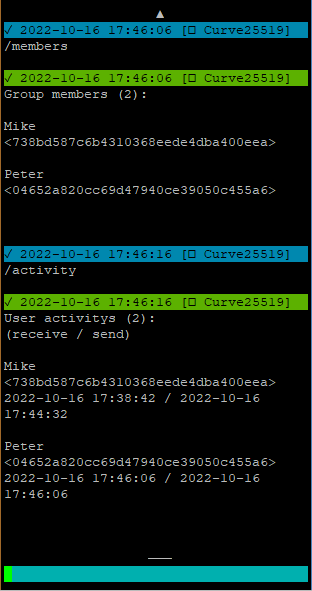 ✓ 2022-10-16 17:46:06 [□ Curve25519]
/members
✓ 2022-10-16 17:46:06 [□ Curve25519]
Group members (2):
Mike
<738bd587c6b4310368eede4dba400eea>
Peter
<04652a820cc69d47940ce39050c455a6>
✓ 2022-10-16 17:46:16 [□ Curve25519]
/activity
✓ 2022-10-16 17:46:16 [□ Curve25519]
User activitys (2):
(receive / send)
Mike
<738bd587c6b4310368eede4dba400eea>
2022-10-16 17:38:42 / 2022-10-16
17:44:32
Peter
<04652a820cc69d47940ce39050c455a6>
2022-10-16 17:46:06 / 2022-10-16
17:46:06